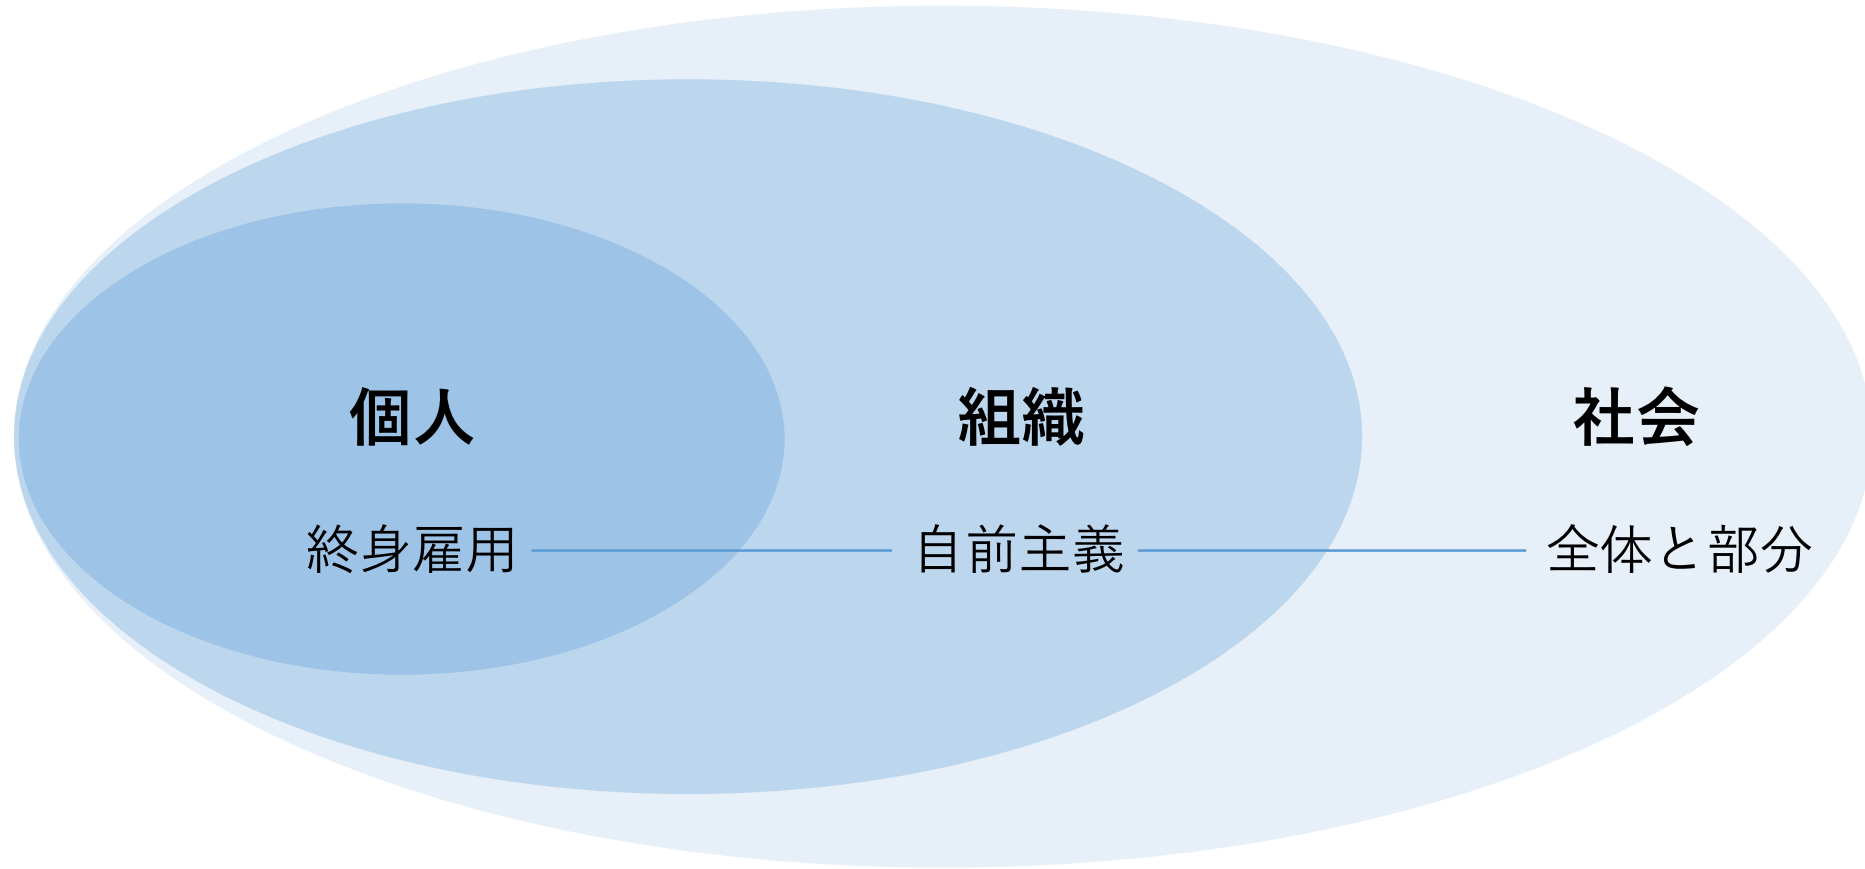 個人
組織
社会
終身雇用
自前主義
全体と部分